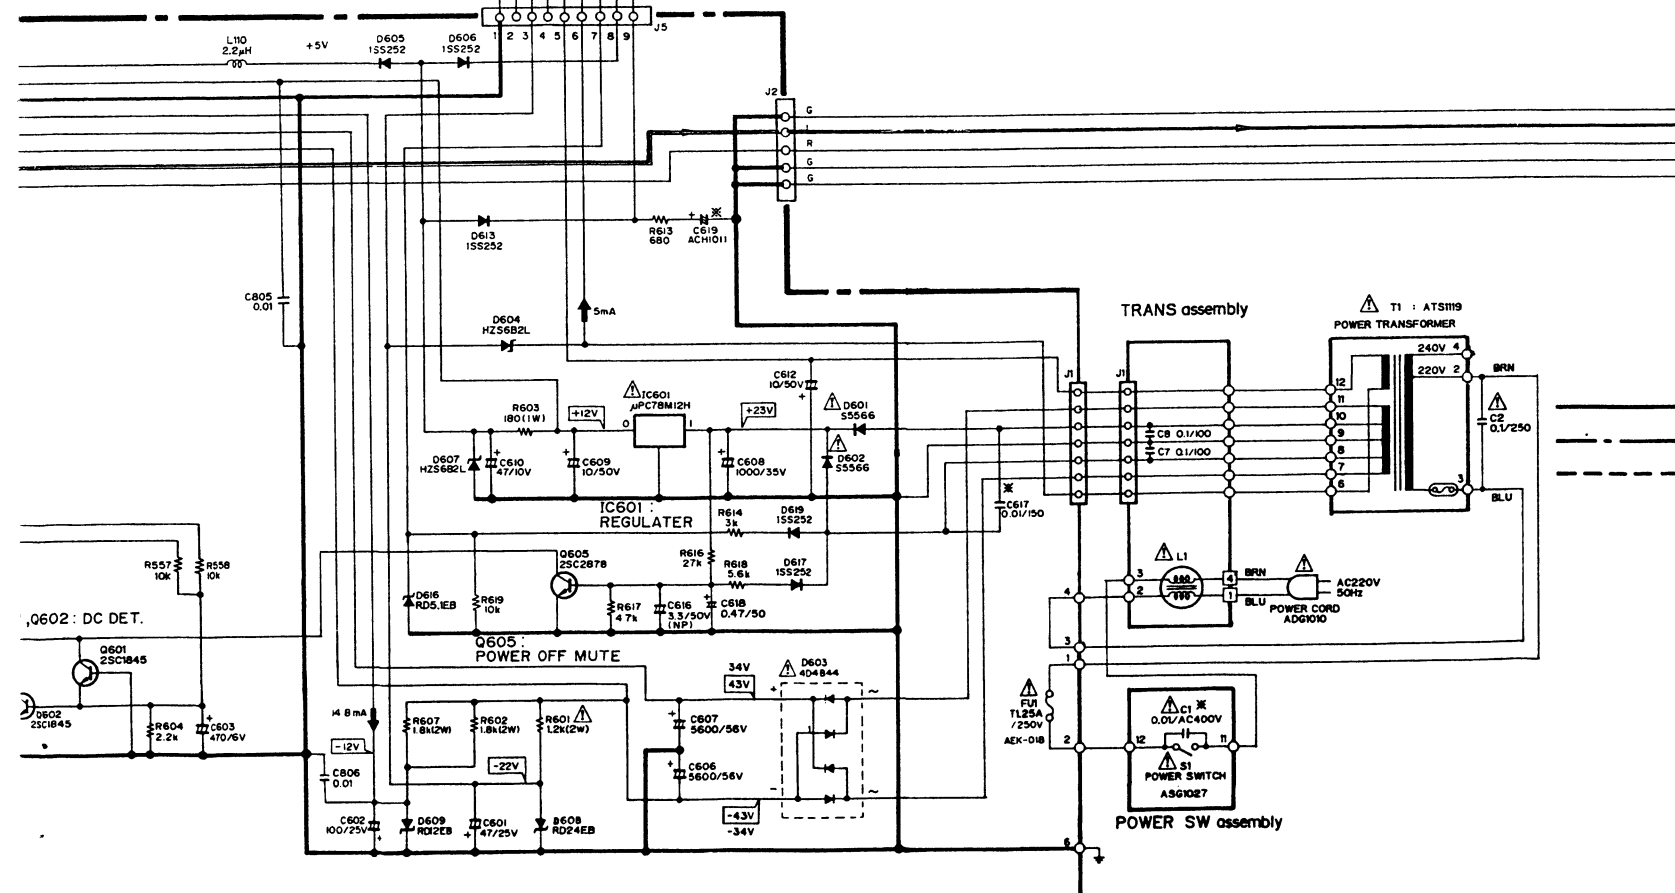 J5
1 2 3 4 5 6 7 8 9
L110
2.2μH
+5V
D605
1SS252
D606
1SS252
J2
G
L
R
G
G
D613
1SS252
R613
680
+ ※
C619
ACH1011
C805
0.01
5mA
D604
HZS6B2L
C612
10/50V
+
R603
180(1W)
+12V
IC601
μPC78M12H
O
I
+23V
D601
S5566
D602
S5566
D607
HZS6B2L
+
C610
47/10V
+
C609
10/50V
+
C608
1000/35V
IC601 :
REGULATER
R614
3k
D619
1SS252
※
C617
0.01/150
Q605
2SC2878
R616
27k
R618
5.6k
D617
1SS252
D616
RD5.1EB
R619
10k
R617
47k
C616
3.3/50V
(NP)
+
C618
0.47/50
Q605 :
POWER OFF MUTE
R557
10k
R558
10k
,Q602 : DC DET.
Q601
2SC1845
Q602
2SC1845
R604
2.2k
+
C603
470/6V
14.8mA
-12V
R607
1.8k(2W)
R602
1.8k(2W)
R601
1.2k(2W)
-22V
C806
0.01
C602
100/25V
+
D609
RD12EB
C601
47/25V
+
D608
RD24EB
34V
43V
+
C607
5600/56V
+
C606
5600/56V
-43V
-34V
D603
4D4B44
+
~
-
~
TRANS assembly
J1
J1
C8 0.1/100
C7 0.1/100
T1 : ATS1119
POWER TRANSFORMER
240V 4
220V 2
12
11
10
9
8
7
6
3
BRN
C2
0.1/250
BLU
L1
3
2
4
1
BRN
BLU
POWER CORD
ADG1010
AC220V
50Hz
4
3
1
2
6
FU1
T1.25A
/250V
AEK-018
C1 ※
0.01/AC400V
12
11
S1
POWER SWITCH
ASG1027
POWER SW assembly